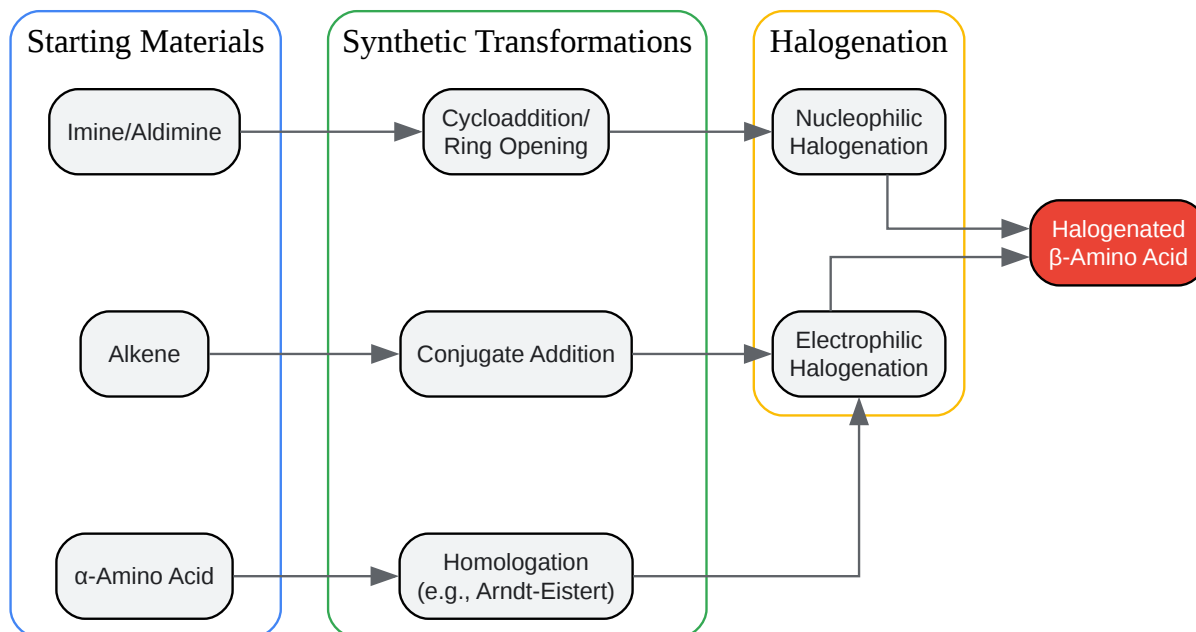 Starting Materials
Synthetic Transformations
Halogenation
Imine/Aldimine
Cycloaddition/
Ring Opening
Nucleophilic
Halogenation
Halogenated
β-Amino Acid
Alkene
Conjugate Addition
Electrophilic
Halogenation
α-Amino Acid
Homologation
(e.g., Arndt-Eistert)